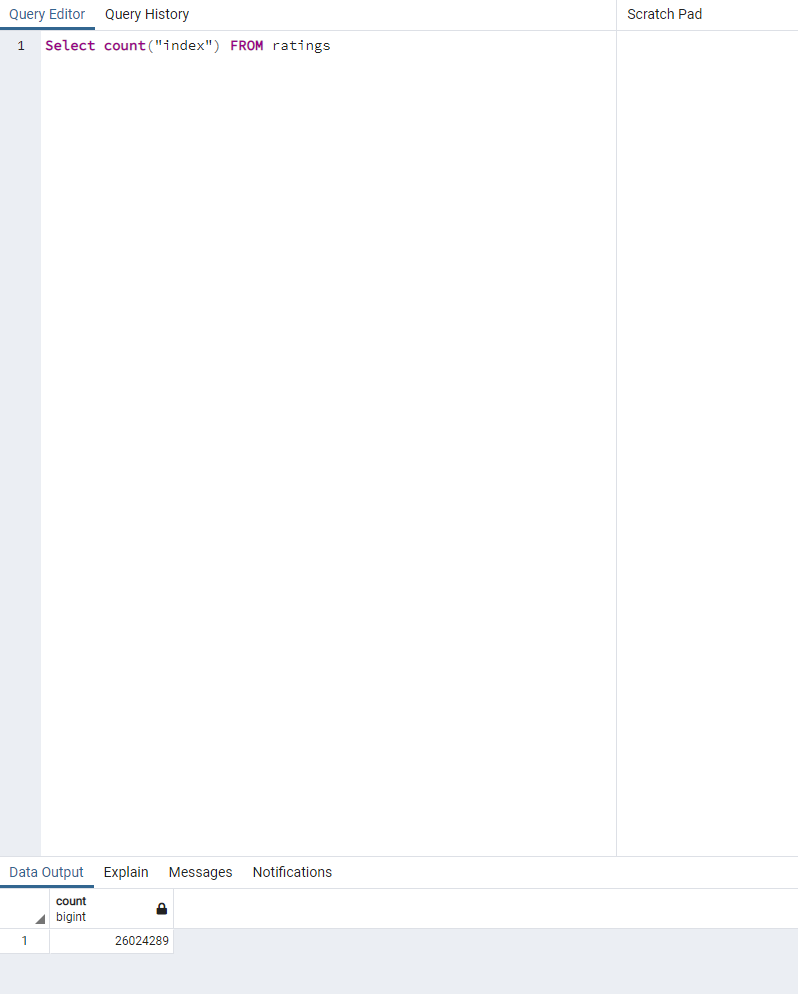 Query Editor Query History Scratch Pad
1 Select count("index") FROM ratings
Data Output Explain Messages Notifications
count
bigint
1 26024289